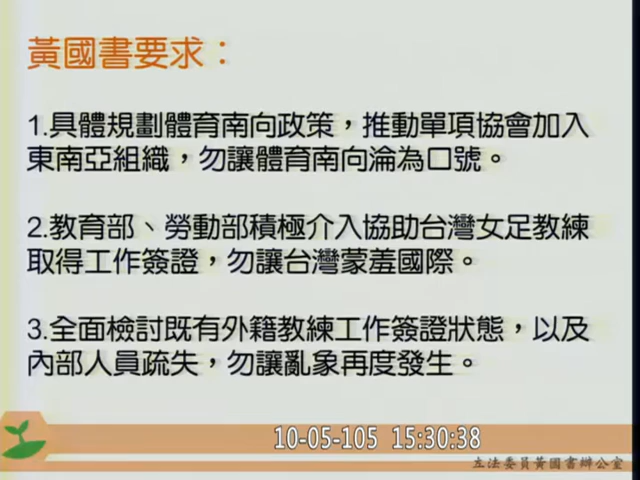 黃國書要求：
1.具體規劃體育南向政策，推動單項協會加入
東南亞組織，勿讓體育南向淪為口號。
2.教育部、勞動部積極介入協助台灣女足教練
取得工作簽證，勿讓台灣蒙羞國際。
3.全面檢討既有外籍教練工作簽證狀態，以及
內部人員疏失，勿讓亂象再度發生。
10-05-105 15:30:38
立法委員黃國書辦公室